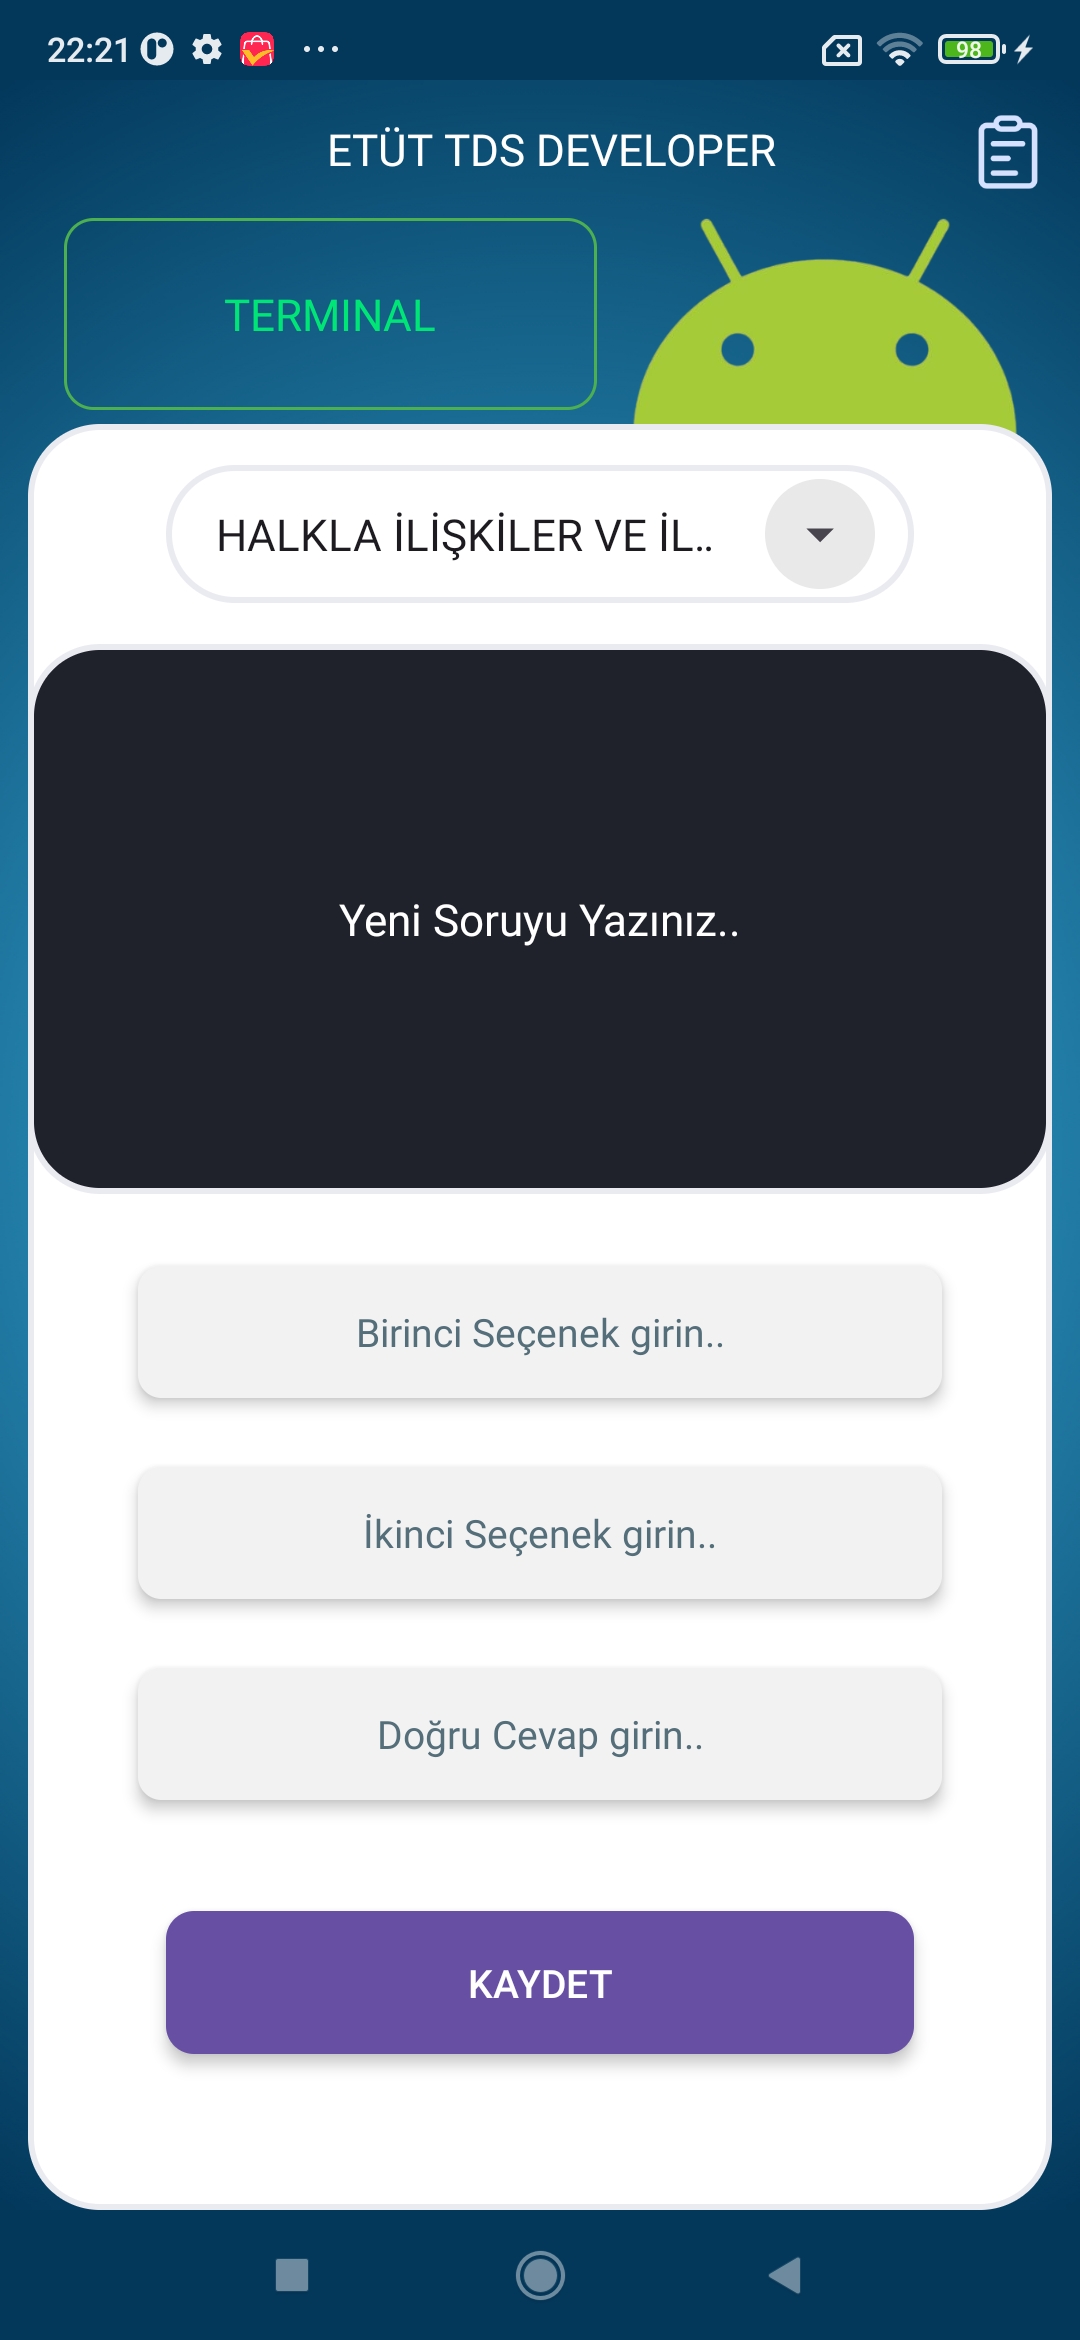 22:21
98
ETÜT TDS DEVELOPER
TERMINAL
HALKLA İLİŞKİLER VE İL..
Yeni Soruyu Yazınız..
Birinci Seçenek girin..
İkinci Seçenek girin..
Doğru Cevap girin..
KAYDET